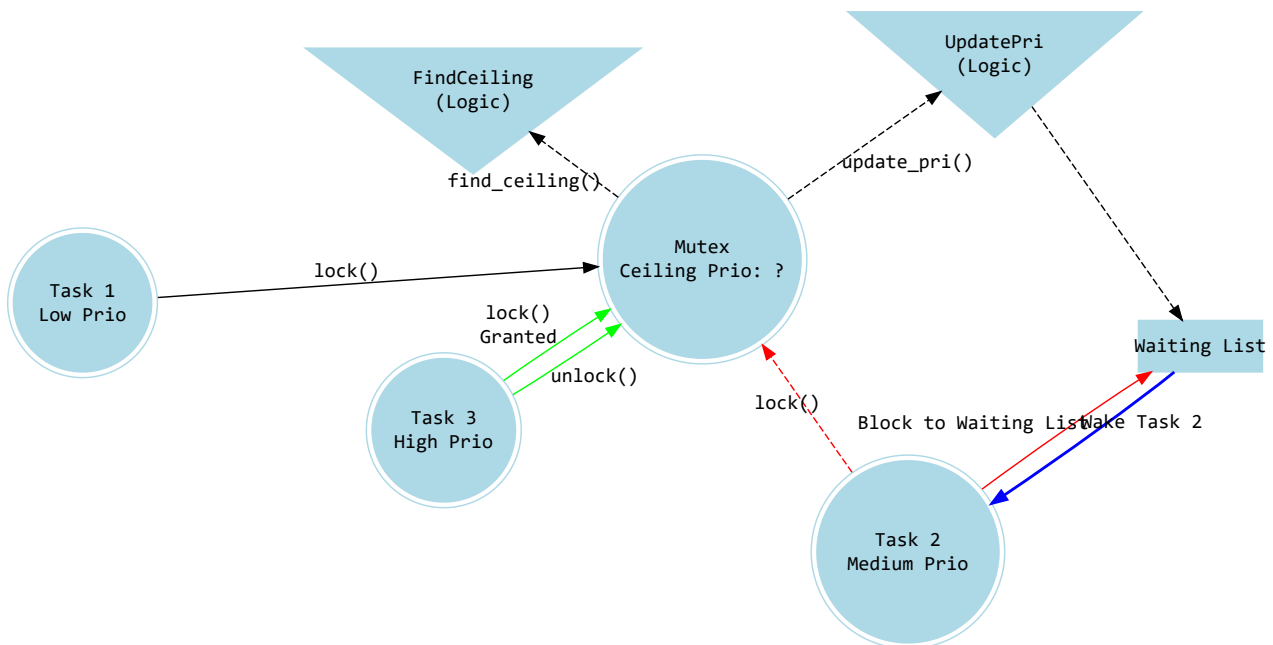 UpdatePri
(Logic)
FindCeiling
(Logic)
update_pri()
find_ceiling()
Mutex
Ceiling Prio: ?
lock()
Task 1
Low Prio
lock()
Granted
unlock()
Waiting List
lock()
Block to Waiting List
Wake Task 2
Task 3
High Prio
Task 2
Medium Prio